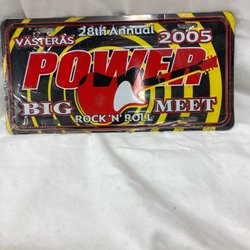 28th Annual
VÄSTERÅS 2005
POWER
BIG MEET
ROCK 'N' ROLL